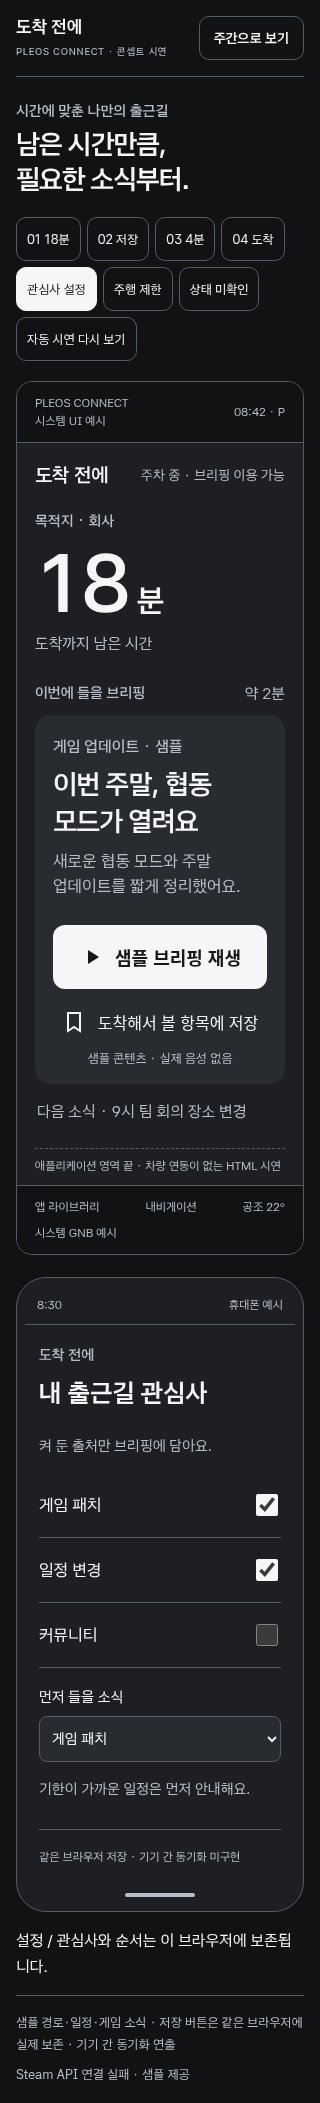 도착 전에
PLEOS CONNECT · 콘셉트 시연
주간으로 보기
시간에 맞춘 나만의 출근길
남은 시간만큼,
필요한 소식부터.
01 18분
02 저장
03 4분
04 도착
관심사 설정
주행 제한
상태 미확인
자동 시연 다시 보기
PLEOS CONNECT
시스템 UI 예시
08:42 · P
도착 전에
주차 중 · 브리핑 이용 가능
목적지 · 회사
18분
도착까지 남은 시간
이번에 들을 브리핑
약 2분
게임 업데이트 · 샘플
이번 주말, 협동
모드가 열려요
새로운 협동 모드와 주말
업데이트를 짧게 정리했어요.
샘플 브리핑 재생
도착해서 볼 항목에 저장
샘플 콘텐츠 · 실제 음성 없음
다음 소식 · 9시 팀 회의 장소 변경
애플리케이션 영역 끝 · 차량 연동이 없는 HTML 시연
앱 라이브러리
내비게이션
공조 22°
시스템 GNB 예시
8:30
휴대폰 예시
도착 전에
내 출근길 관심사
켜 둔 출처만 브리핑에 담아요.
게임 패치
일정 변경
커뮤니티
먼저 들을 소식
게임 패치
기한이 가까운 일정은 먼저 안내해요.
같은 브라우저 저장 · 기기 간 동기화 미구현
설정 / 관심사와 순서는 이 브라우저에 보존됩
니다.
샘플 경로·일정·게임 소식 · 저장 버튼은 같은 브라우저에
실제 보존 · 기기 간 동기화 연출
Steam API 연결 실패 · 샘플 제공